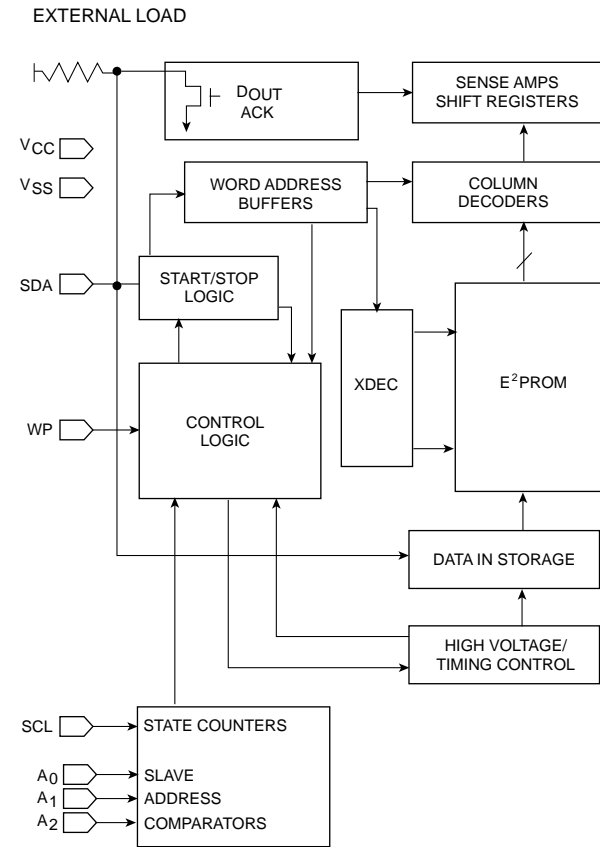 EXTERNAL LOAD
DOUT
ACK
SENSE AMPS
SHIFT REGISTERS
VCC
VSS
WORD ADDRESS
BUFFERS
COLUMN
DECODERS
SDA
START/STOP
LOGIC
XDEC
E²PROM
WP
CONTROL
LOGIC
DATA IN STORAGE
HIGH VOLTAGE/
TIMING CONTROL
SCL
STATE COUNTERS
A0
SLAVE
A1
ADDRESS
A2
COMPARATORS